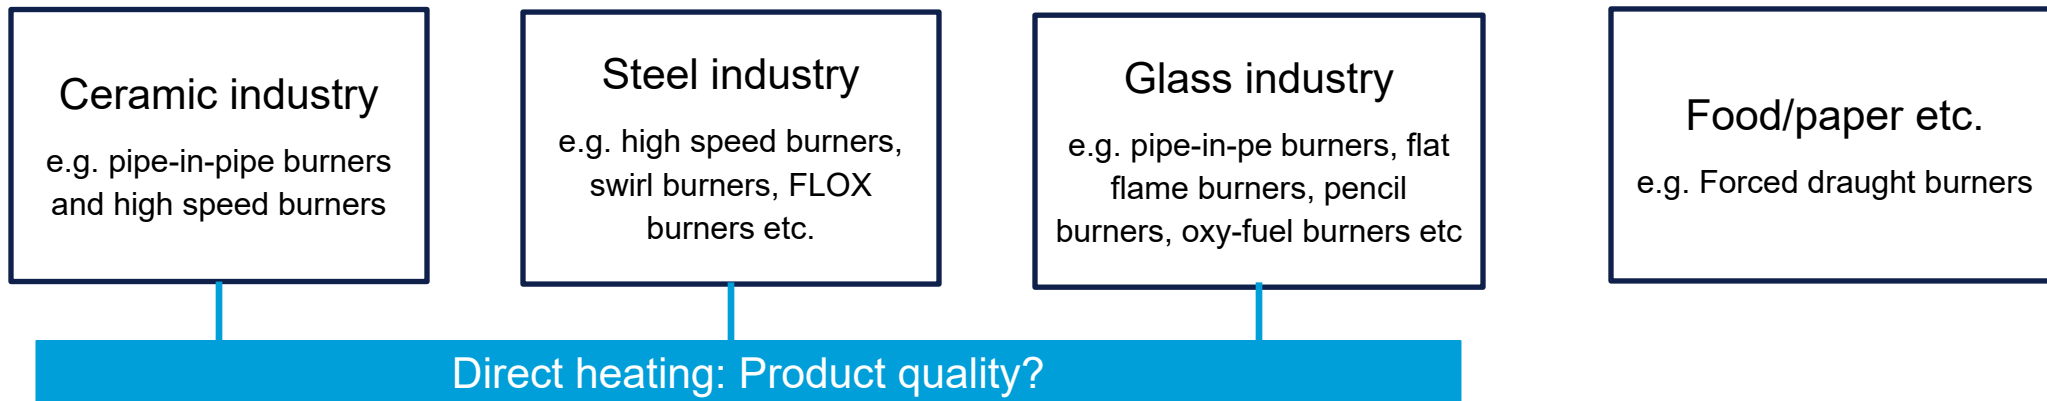 Ceramic industry
e.g. pipe-in-pipe burners
and high speed burners
Steel industry
e.g. high speed burners,
swirl burners, FLOX
burners etc.
Glass industry
e.g. pipe-in-pe burners, flat
flame burners, pencil
burners, oxy-fuel burners etc
Food/paper etc.
e.g. Forced draught burners
Direct heating: Product quality?